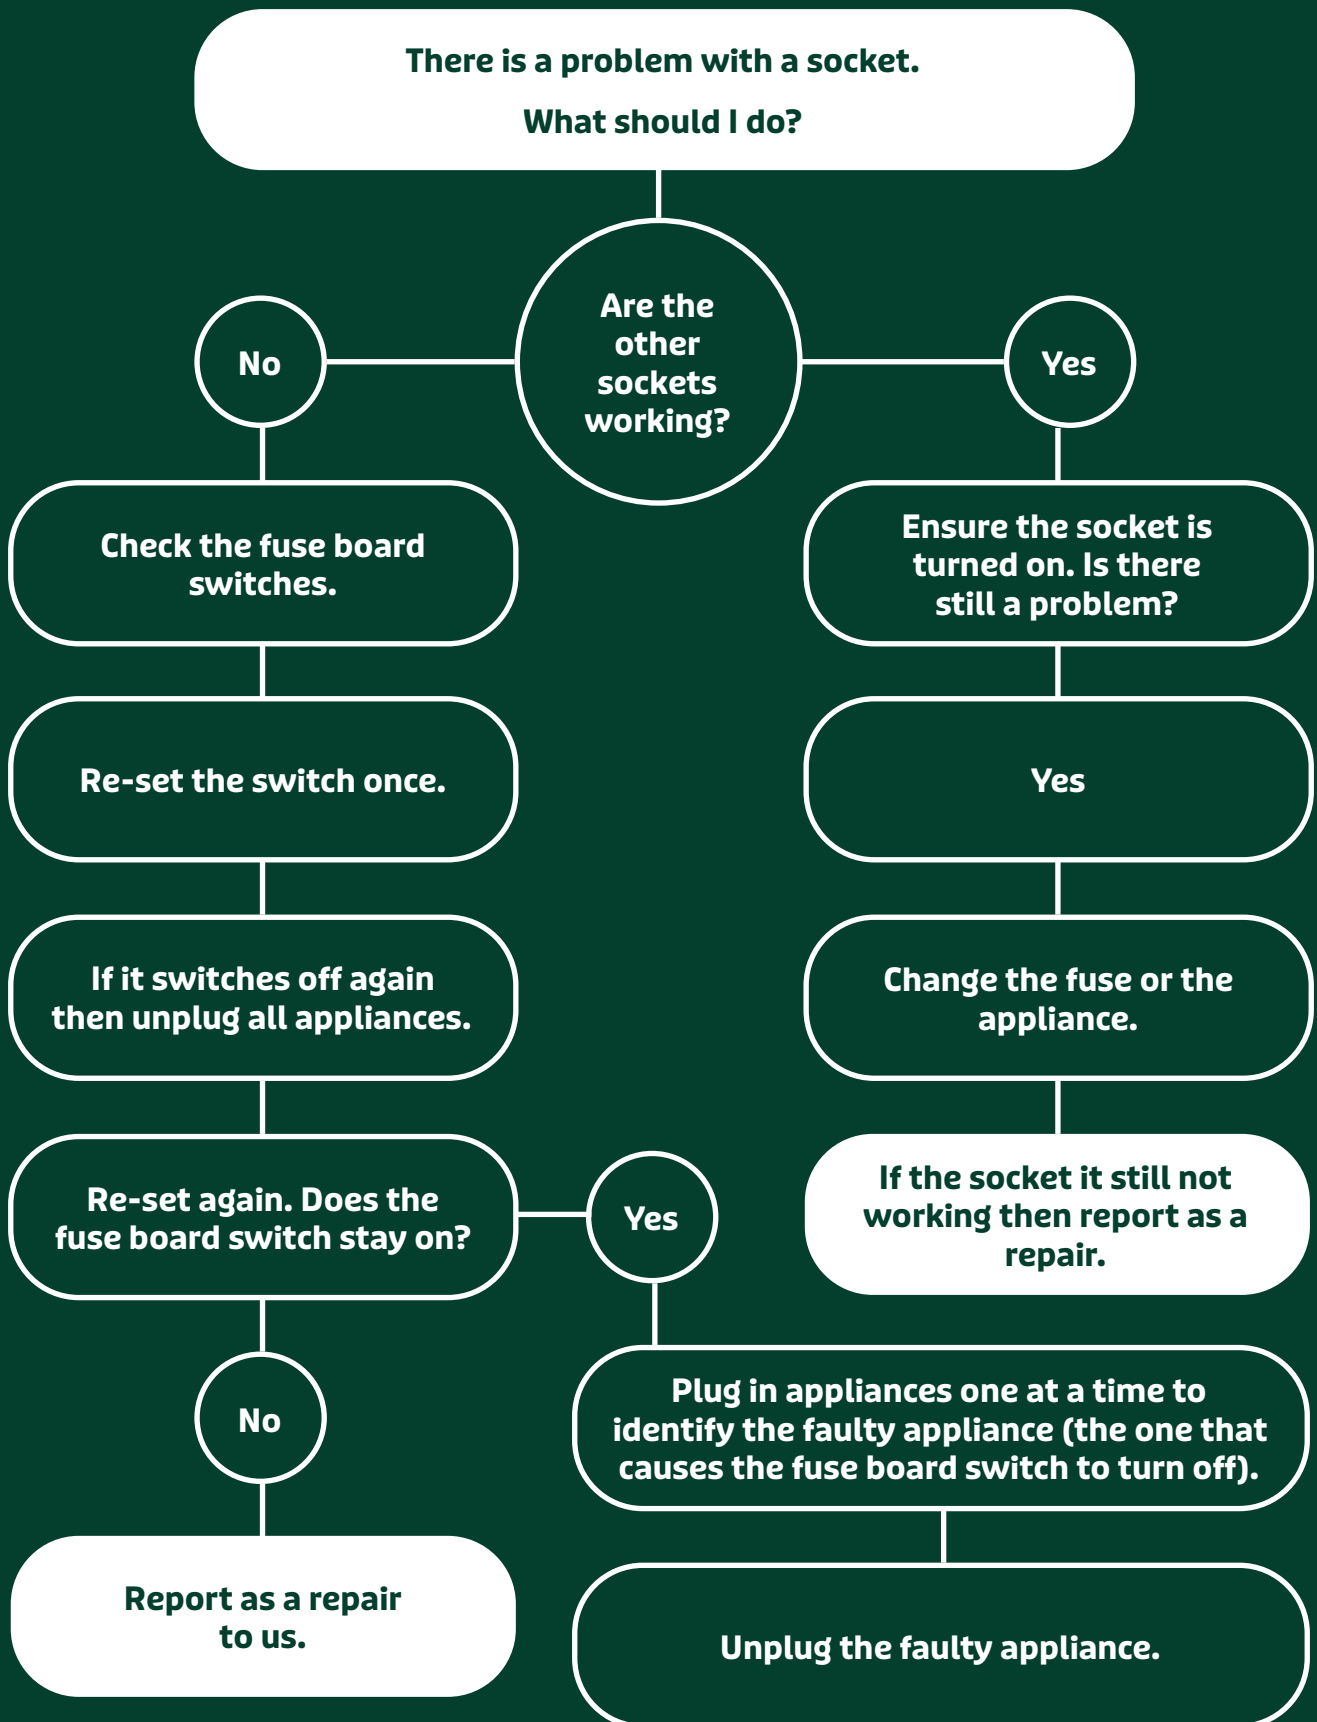 There is a problem with a socket.
What should I do?
Are the
other
sockets
working?
No
Yes
Check the fuse board
switches.
Re-set the switch once.
If it switches off again
then unplug all appliances.
Re-set again. Does the
fuse board switch stay on?
No
Report as a repair
to us.
Yes
Plug in appliances one at a time to
identify the faulty appliance (the one that
causes the fuse board switch to turn off).
Unplug the faulty appliance.
Ensure the socket is
turned on. Is there
still a problem?
Yes
Change the fuse or the
appliance.
If the socket it still not
working then report as a
repair.